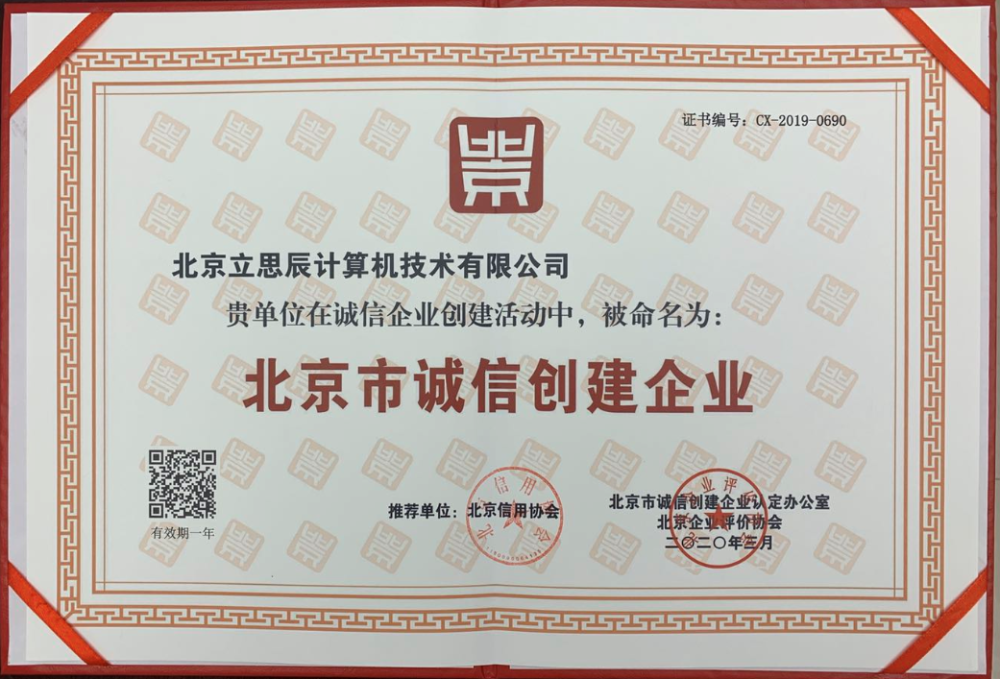 证书编号：CX-2019-0690
北京立思辰计算机技术有限公司
贵单位在诚信企业创建活动中，被命名为：
北京市诚信创建企业
有效期一年
推荐单位：北京信用协会
北京市诚信创建企业认定办公室
北京企业评价协会
二〇二〇年三月